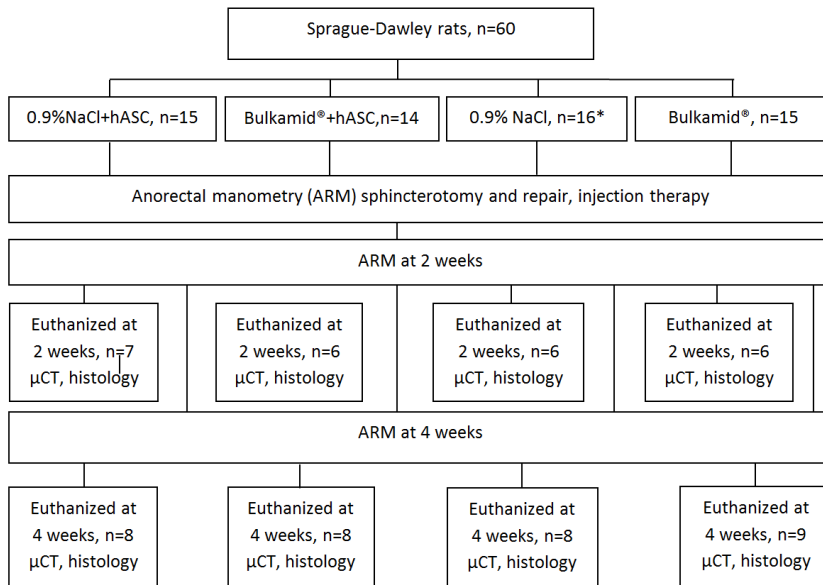 Sprague-Dawley rats, n=60
0.9%NaCl+hASC, n=15
Bulkamid®+hASC,n=14
0.9% NaCl, n=16*
Bulkamid®, n=15
Anorectal manometry (ARM) sphincterotomy and repair, injection therapy
ARM at 2 weeks
Euthanized at
2 weeks, n=7
µCT, histology
Euthanized at
2 weeks, n=6
µCT, histology
Euthanized at
2 weeks, n=6
µCT, histology
Euthanized at
2 weeks, n=6
µCT, histology
ARM at 4 weeks
Euthanized at
4 weeks, n=8
µCT, histology
Euthanized at
4 weeks, n=8
µCT, histology
Euthanized at
4 weeks, n=8
µCT, histology
Euthanized at
4 weeks, n=9
µCT, histology